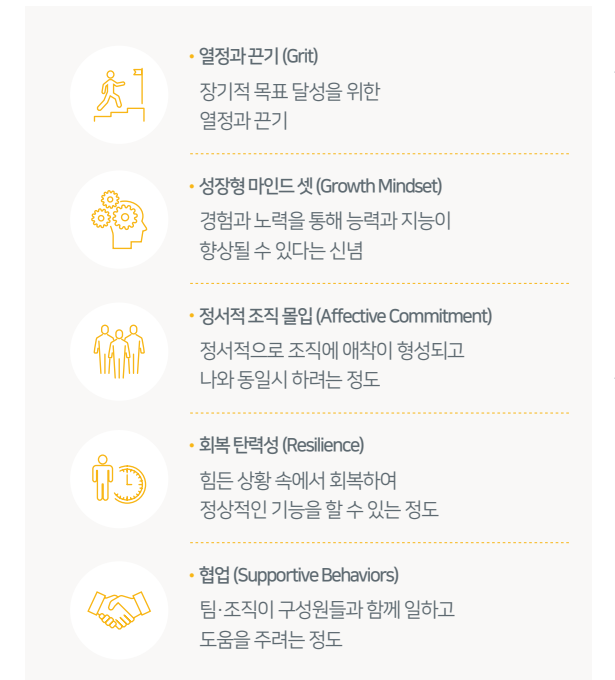 • 열정과 끈기 (Grit)
장기적 목표 달성을 위한
열정과 끈기
• 성장형 마인드 셋 (Growth Mindset)
경험과 노력을 통해 능력과 지능이
향상될 수 있다는 신념
• 정서적 조직 몰입 (Affective Commitment)
정서적으로 조직에 애착이 형성되고
나와 동일시 하려는 정도
• 회복 탄력성 (Resilience)
힘든 상황 속에서 회복하여
정상적인 기능을 할 수 있는 정도
• 협업 (Supportive Behaviors)
팀·조직이 구성원들과 함께 일하고
도움을 주려는 정도